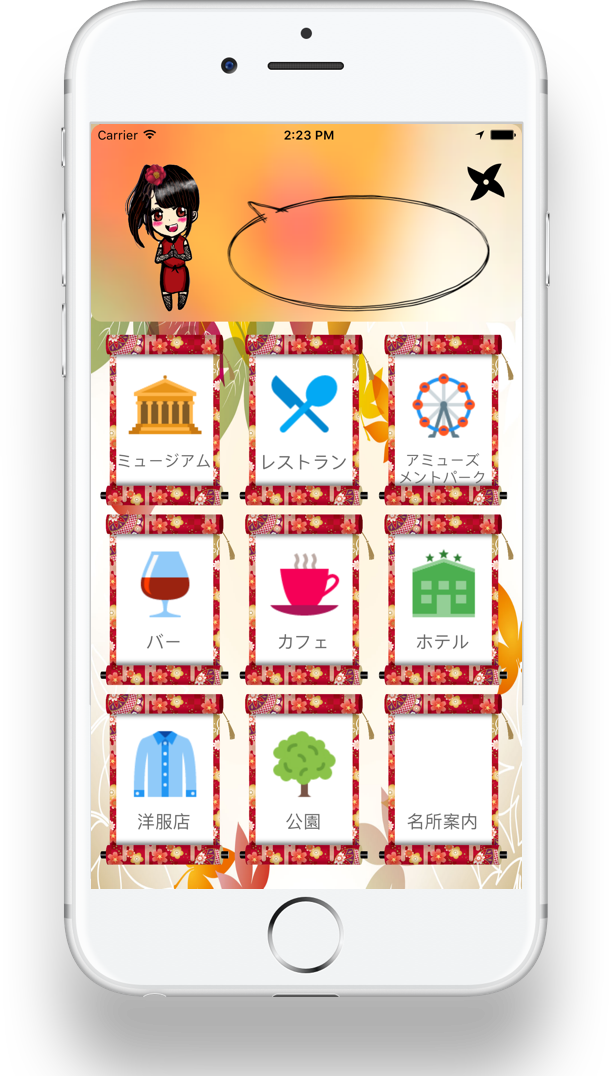 Carrier 2:23 PM
ミュージアム
レストラン
アミューズ
メントパーク
バー
カフェ
ホテル
洋服店
公園
名所案内